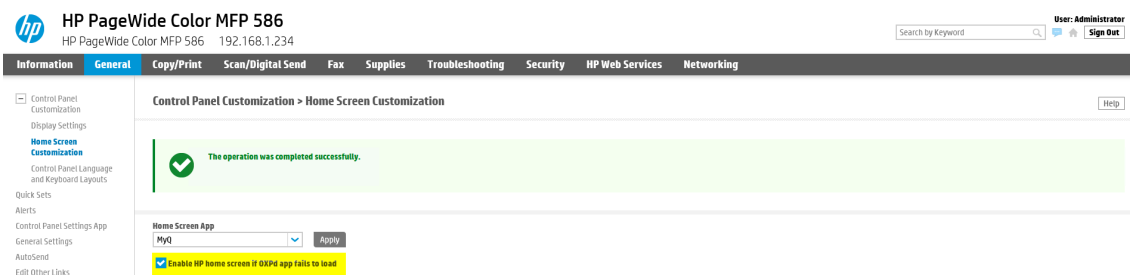 hp
HP PageWide Color MFP 586
HP PageWide Color MFP 586 192.168.1.234
User: Administrator
Search by Keyword
Sign Out
Information General Copy/Print Scan/Digital Send Fax Supplies Troubleshooting Security HP Web Services Networking
Control Panel
Customization
Display Settings
Home Screen
Customization
Control Panel Language
and Keyboard Layouts
Quick Sets
Alerts
Control Panel Settings App
General Settings
AutoSend
Edit Other Links
Control Panel Customization > Home Screen Customization
Help
The operation was completed successfully.
Home Screen App
MyQ
Apply
Enable HP home screen if OXPd app fails to load